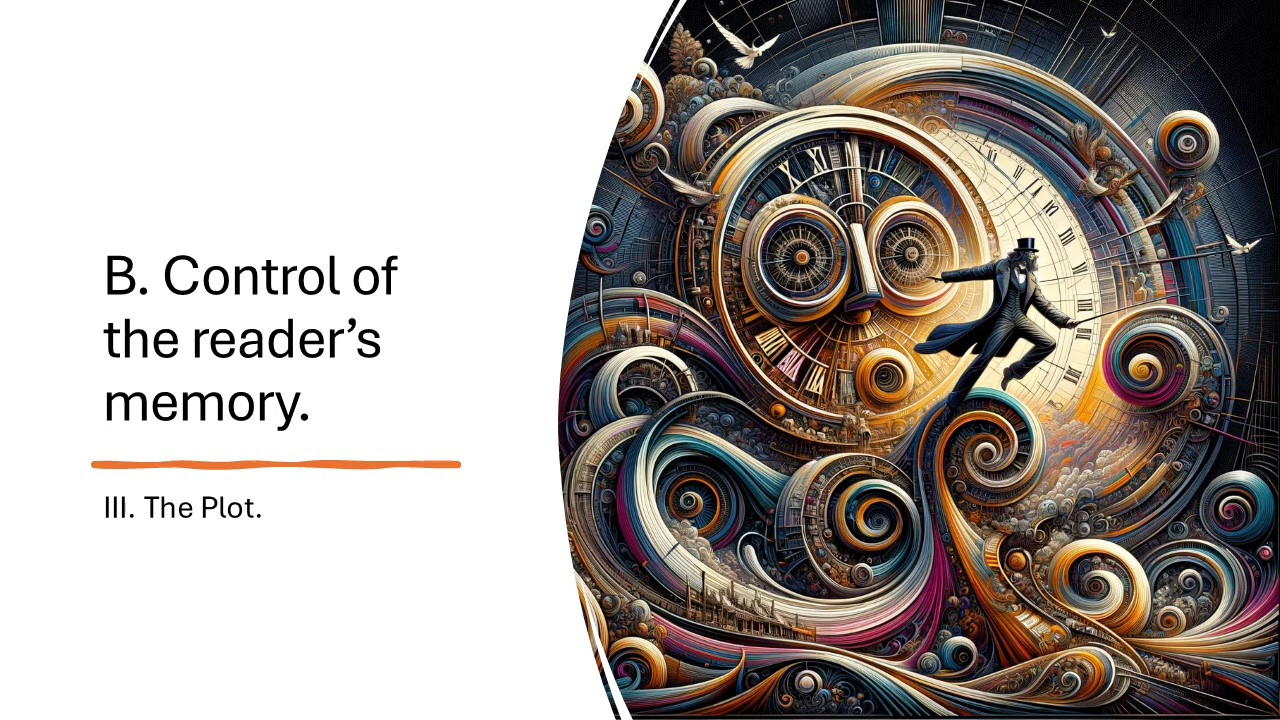 B. Control of
the reader’s
memory.
III. The Plot.